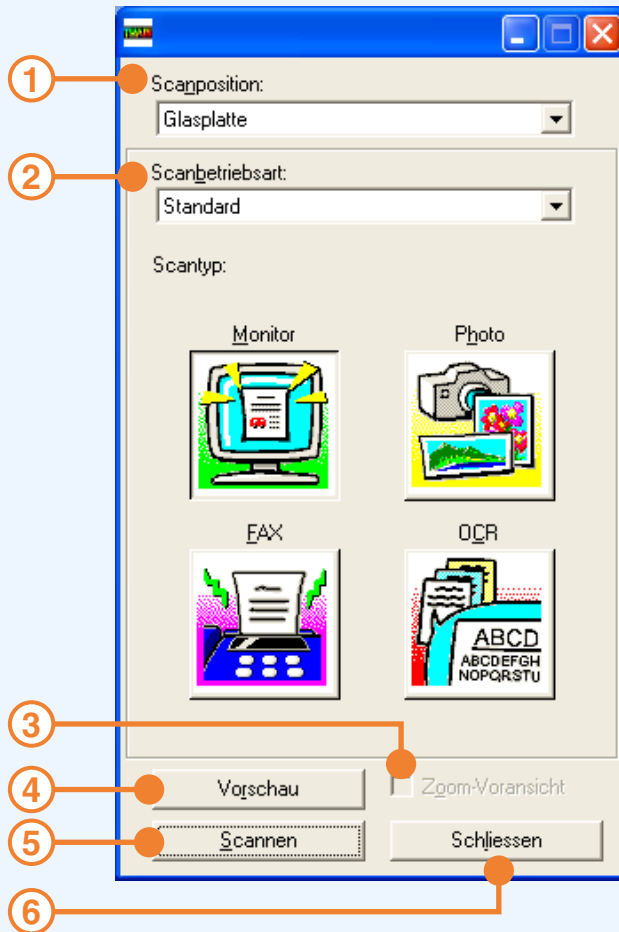 TWAIN
1
Scanposition:
Glasplatte
2
Scanbetriebsart:
Standard
Scantyp:
Monitor Photo
FAX OCR
ABCD
ABCDEFGH
NOPQRSTU
3
4
Vorschau Zoom-Voransicht
5
Scannen Schliessen
6